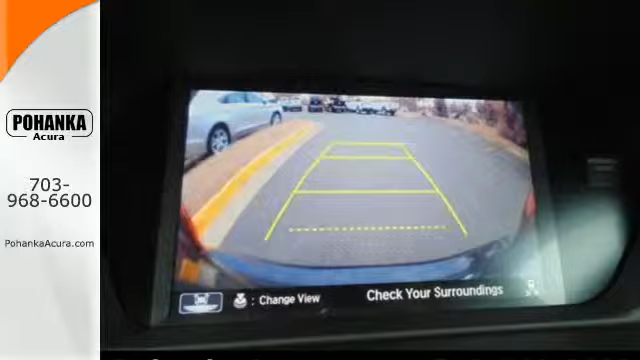 POHANKA
Acura
703-
968-6600
PohankaAcura.com
: Change View
Check Your Surroundings